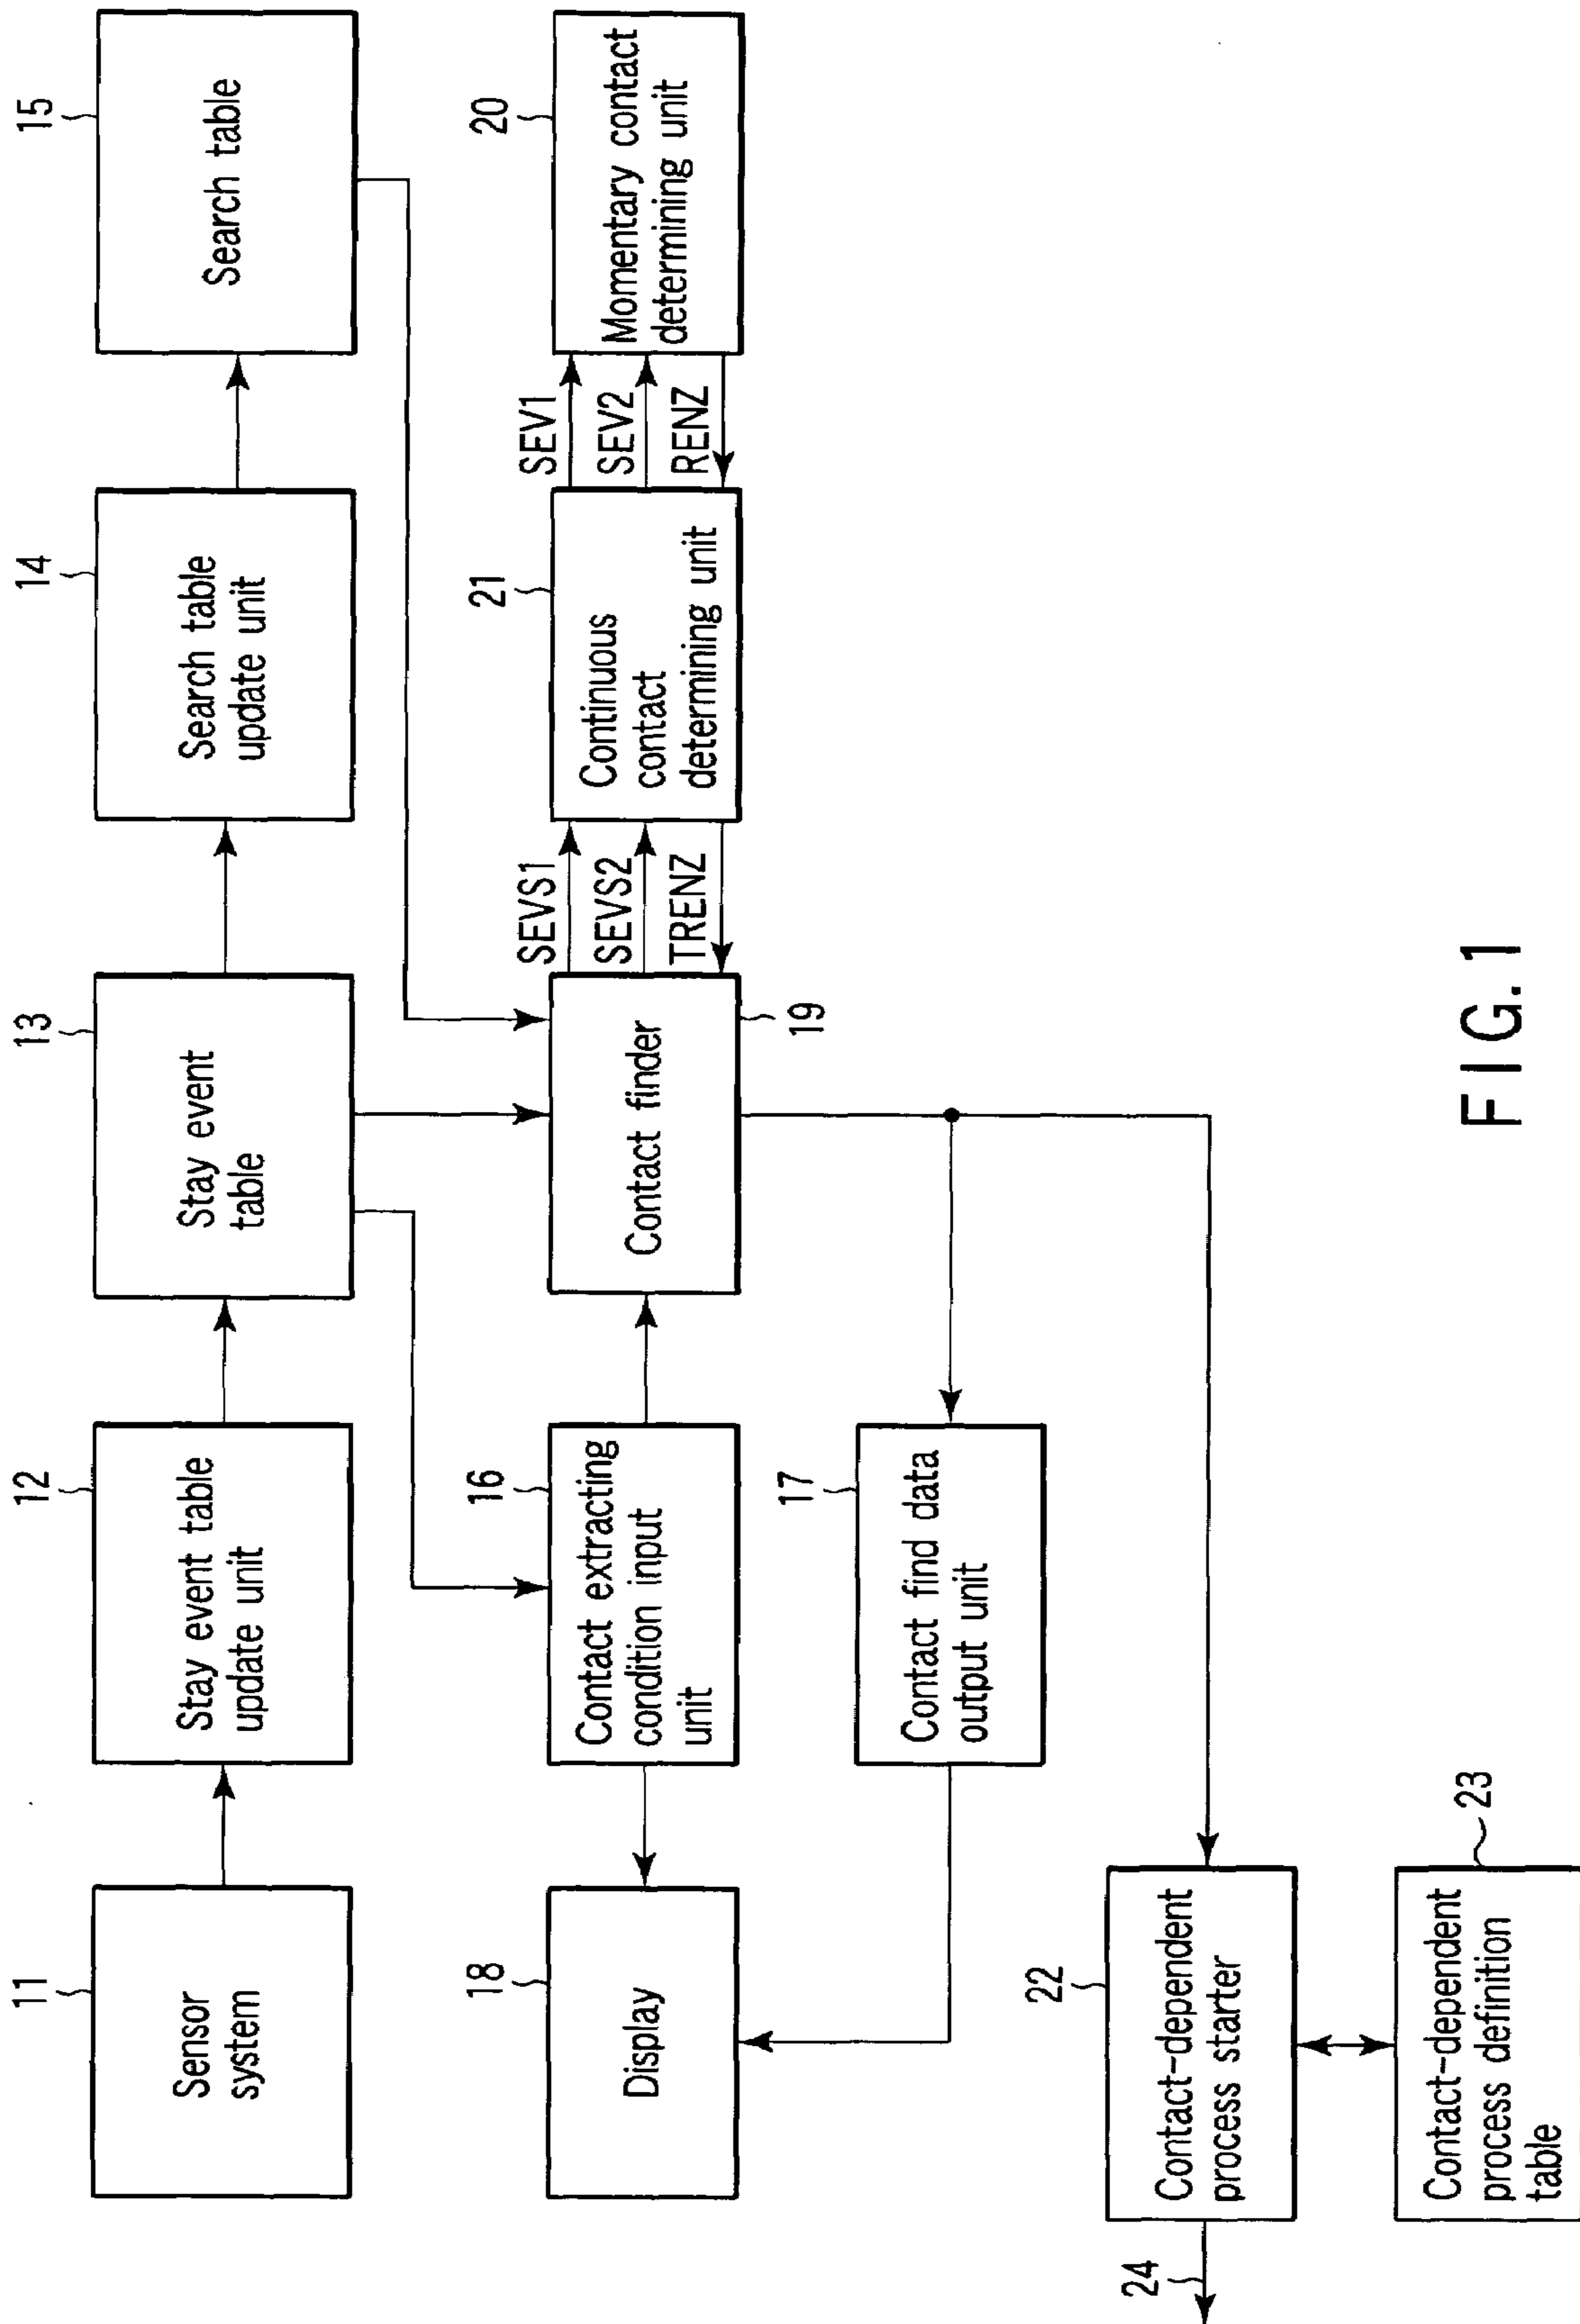 11
Sensor
system
12
Stay event table
update unit
13
Stay event
table
14
Search table
update unit
15
Search table
18
Display
16
Contact extracting
condition input
unit
Contact finder
19
SEVS1
SEVS2
TRENZ
21
Continuous
contact
determining unit
SEV1
SEV2
RENZ
20
Momentary contact
determining unit
17
Contact find data
output unit
22
Contact-dependent
process starter
24
23
Contact-dependent
process definition
table
FIG. 1